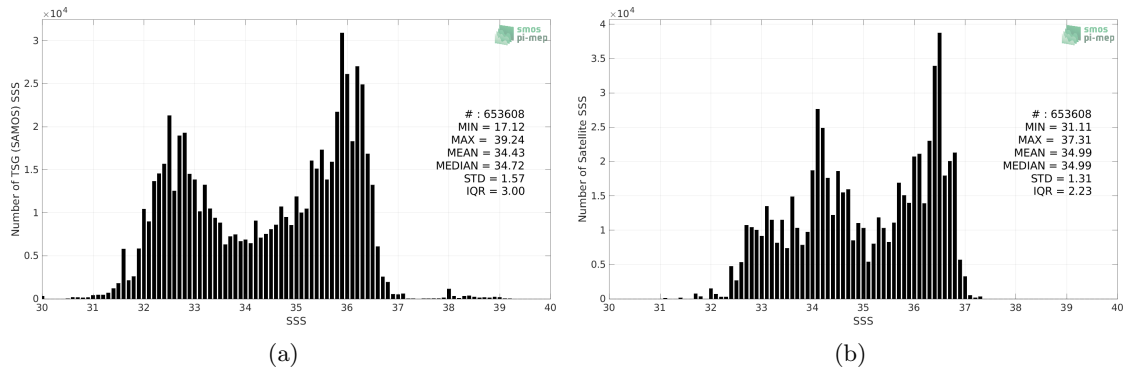 ×10⁴
smos
pi-mep
3
2.5
2
1.5
1
0.5
0
Number of TSG (SAMOS) SSS
# : 653608
MIN = 17.12
MAX = 39.24
MEAN = 34.43
MEDIAN = 34.72
STD = 1.57
IQR = 3.00
30 31 32 33 34 35 36 37 38 39 40
SSS
(a)
×10⁴
smos
pi-mep
4
3.5
3
2.5
2
1.5
1
0.5
0
Number of Satellite SSS
# : 653608
MIN = 31.11
MAX = 37.31
MEAN = 34.99
MEDIAN = 34.99
STD = 1.31
IQR = 2.23
30 31 32 33 34 35 36 37 38 39 40
SSS
(b)